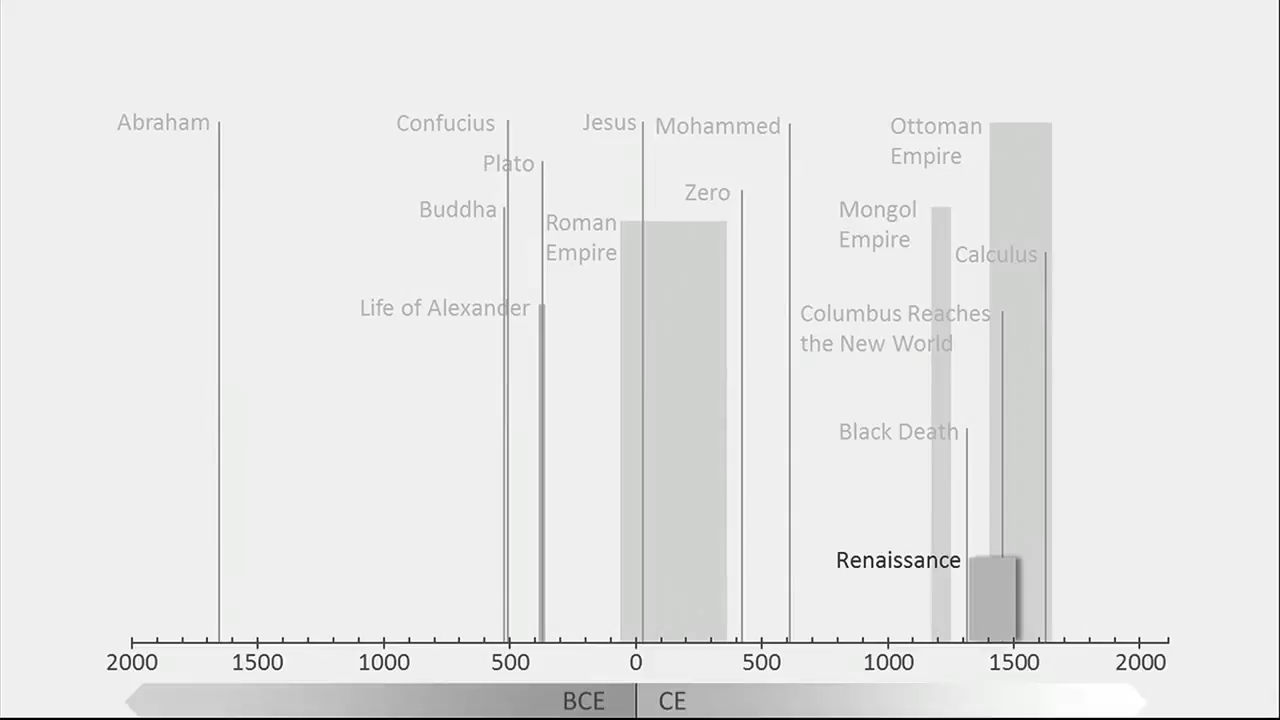 Abraham
Confucius
Jesus
Mohammed
Ottoman
Empire
Plato
Zero
Buddha
Mongol
Empire
Roman
Empire
Calculus
Life of Alexander
Columbus Reaches
the New World
Black Death
Renaissance
2000 1500 1000 500 0 500 1000 1500 2000
BCE CE